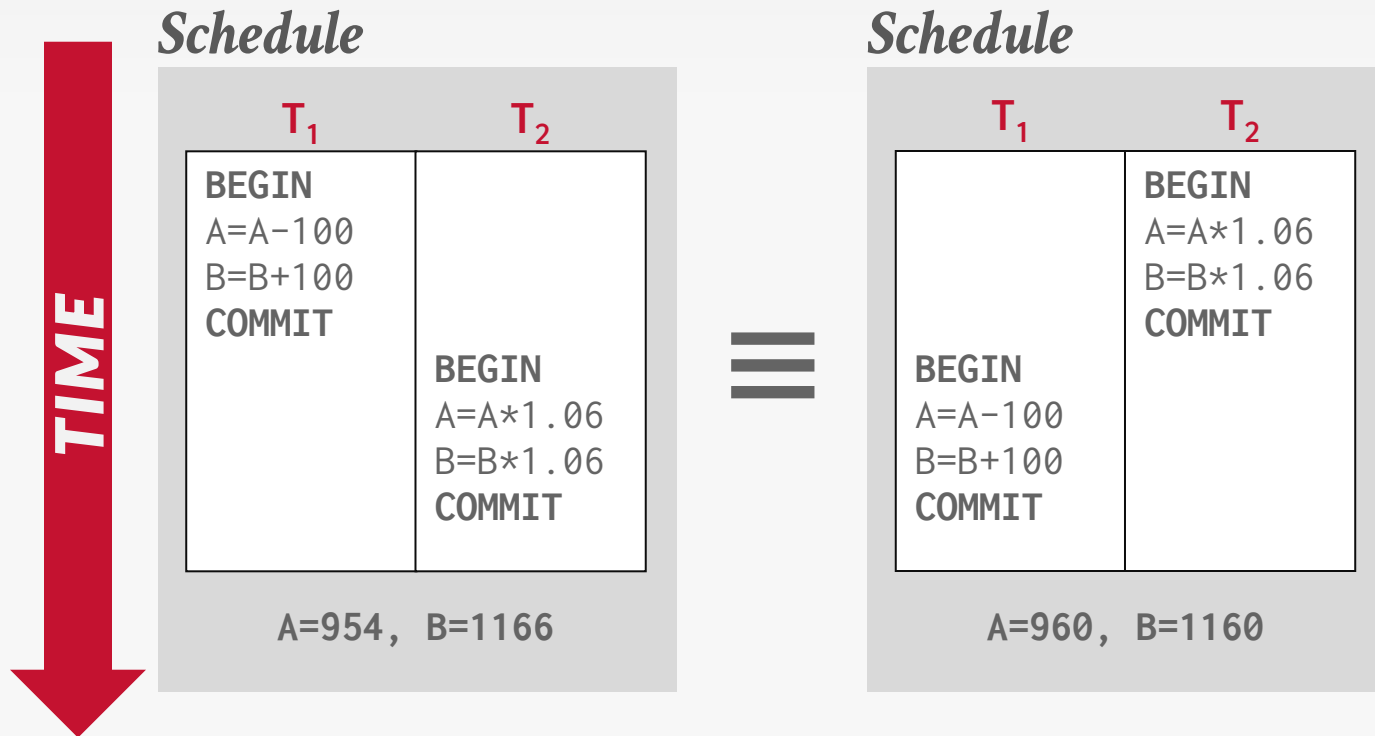 TIME
Schedule
T1 T2
BEGIN
A=A-100
B=B+100
COMMIT
BEGIN
A=A*1.06
B=B*1.06
COMMIT
A=954, B=1166
≡
Schedule
T1 T2
BEGIN
A=A*1.06
B=B*1.06
COMMIT
BEGIN
A=A-100
B=B+100
COMMIT
A=960, B=1160